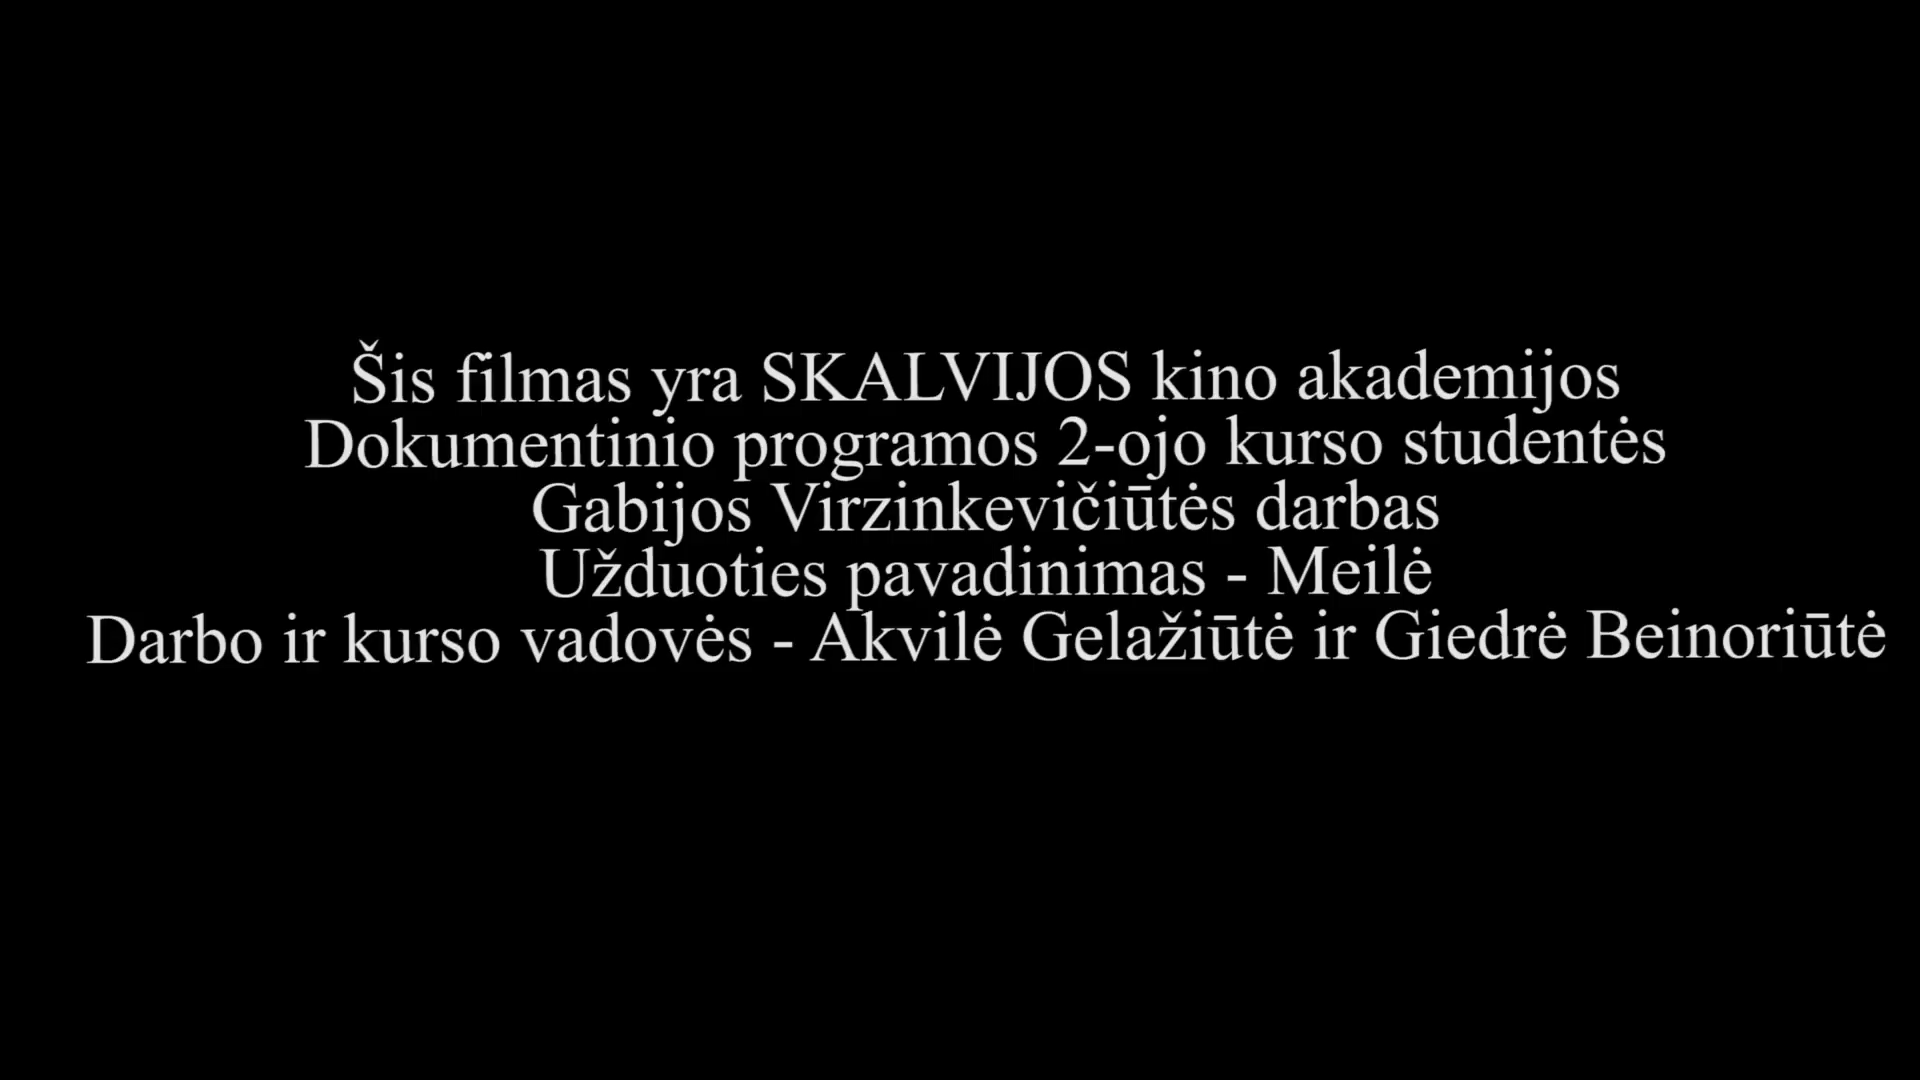 Šis filmas yra SKALVIJOS kino akademijos
Dokumentinio programos 2-ojo kurso studentės
Gabijos Virzinkevičiūtės darbas
Užduoties pavadinimas - Meilė
Darbo ir kurso vadovės - Akvilė Gelažiūtė ir Giedrė Beinoriūtė